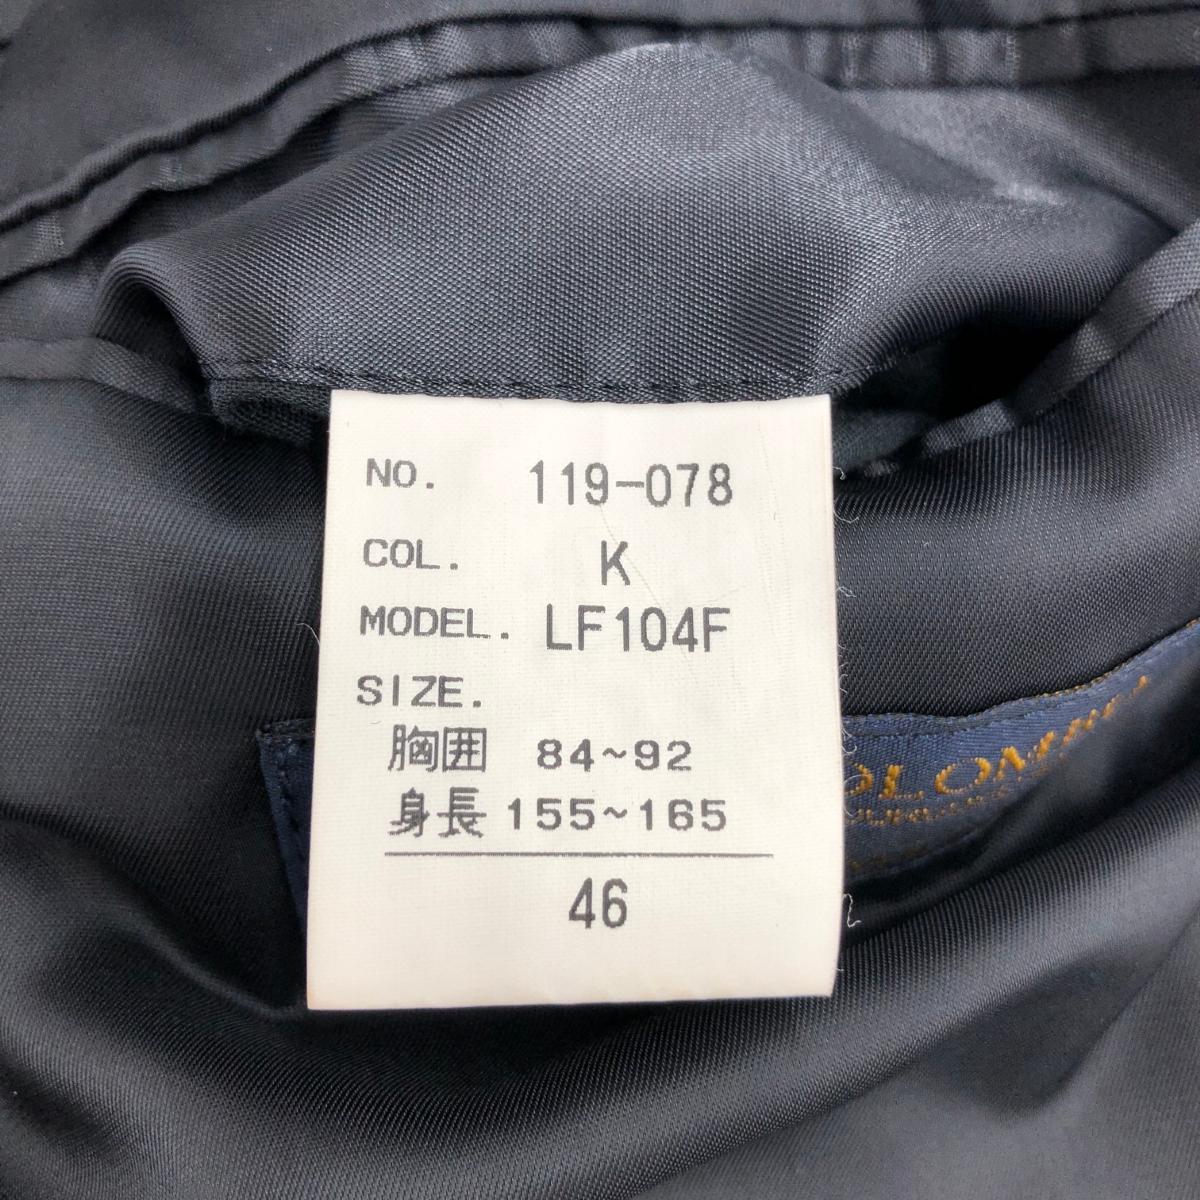 NO. 119-078
COL. K
MODEL. LF104F
SIZE.
胸囲 84~92
身長 155~165
46